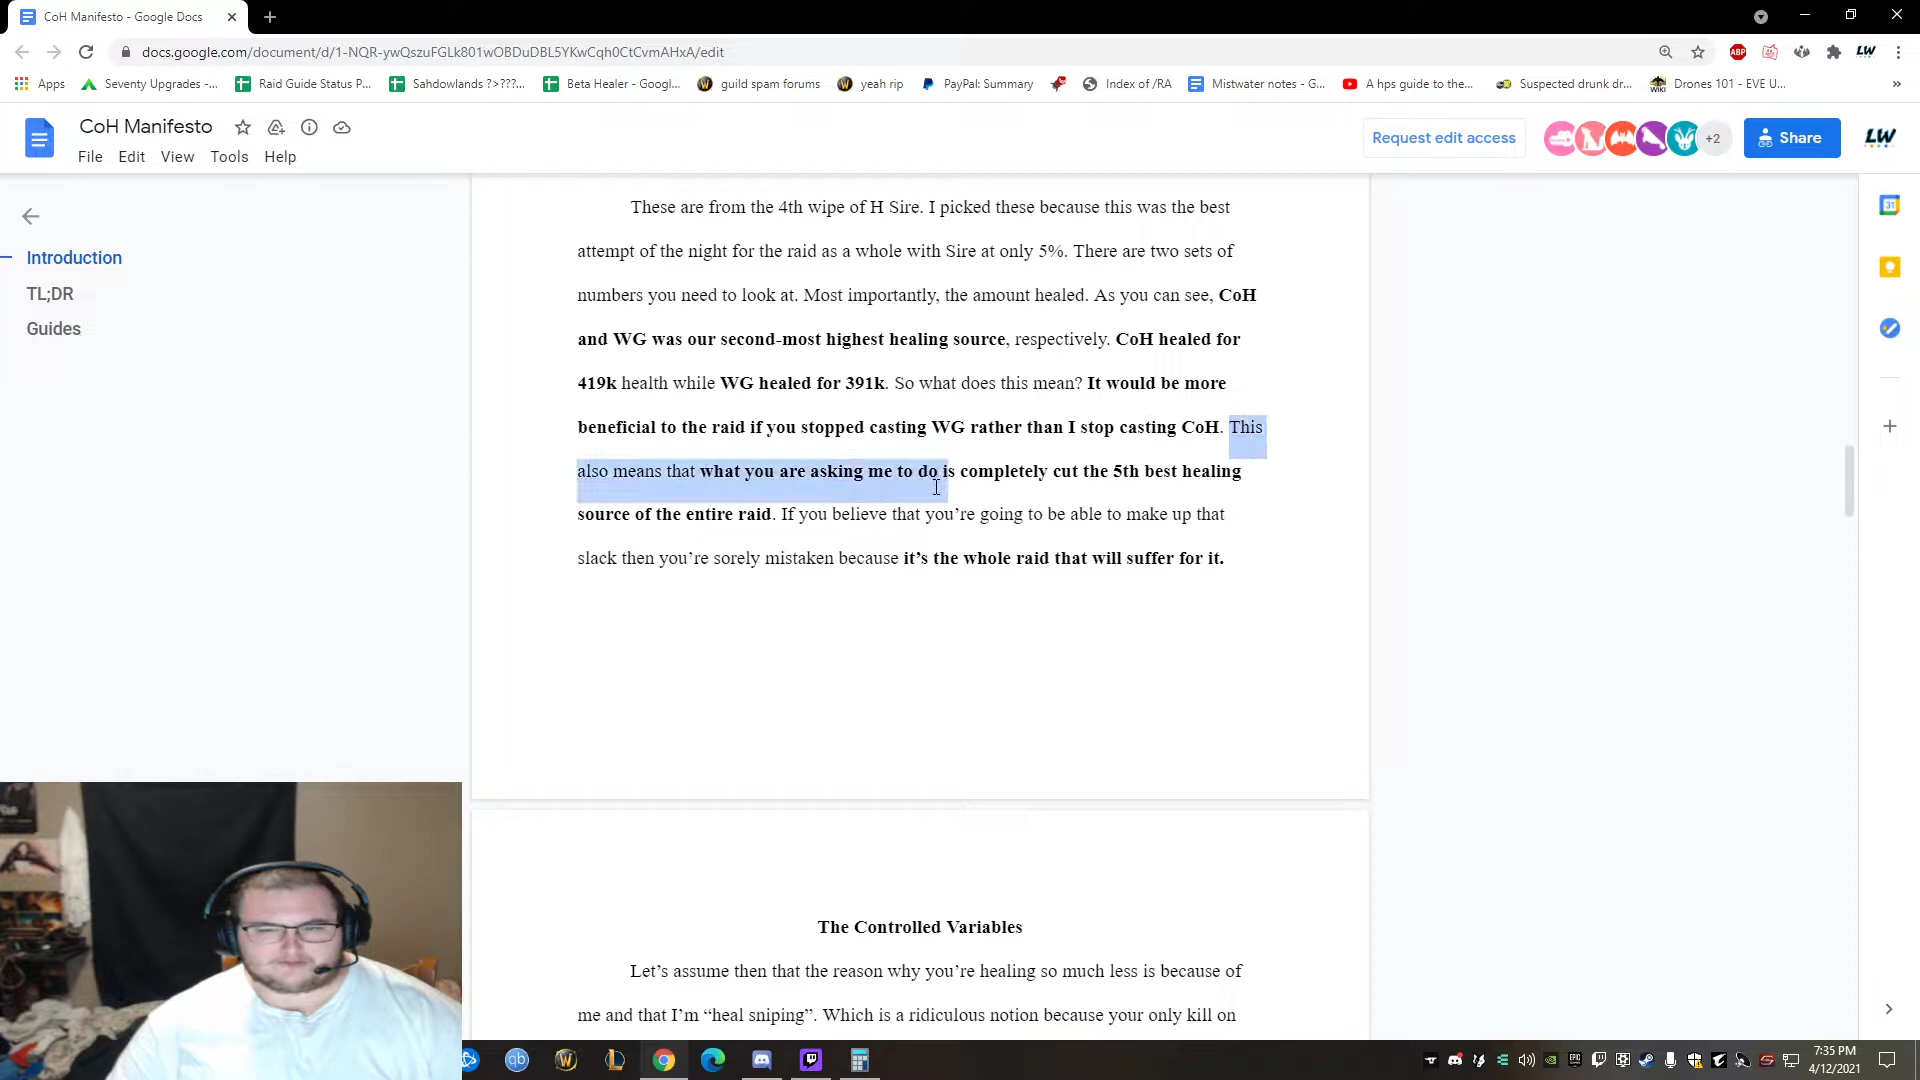 CoH Manifesto - Google Docs
docs.google.com/document/d/1-NQR-ywQszuFGLk801wOBDuDBL5YKwCqh0CtCvmAHxA/edit
LW
Apps
Seventy Upgrades -...
Raid Guide Status P...
Sahdowlands ?>???...
Beta Healer - Googl...
guild spam forums
yeah rip
PayPal: Summary
Index of /RA
Mistwater notes - G...
A hps guide to the...
Suspected drunk dr...
Drones 101 - EVE U...
CoH Manifesto
File Edit View Tools Help
Request edit access
+2
Share
LW
Introduction
TL;DR
Guides
These are from the 4th wipe of H Sire. I picked these because this was the best
attempt of the night for the raid as a whole with Sire at only 5%. There are two sets of
numbers you need to look at. Most importantly, the amount healed. As you can see, CoH
and WG was our second-most highest healing source, respectively. CoH healed for
419k health while WG healed for 391k. So what does this mean? It would be more
beneficial to the raid if you stopped casting WG rather than I stop casting CoH. This
also means that what you are asking me to do is completely cut the 5th best healing
source of the entire raid. If you believe that you’re going to be able to make up that
slack then you’re sorely mistaken because it’s the whole raid that will suffer for it.
The Controlled Variables
Let’s assume then that the reason why you’re healing so much less is because of
me and that I’m “heal sniping”. Which is a ridiculous notion because your only kill on
7:35 PM
4/12/2021